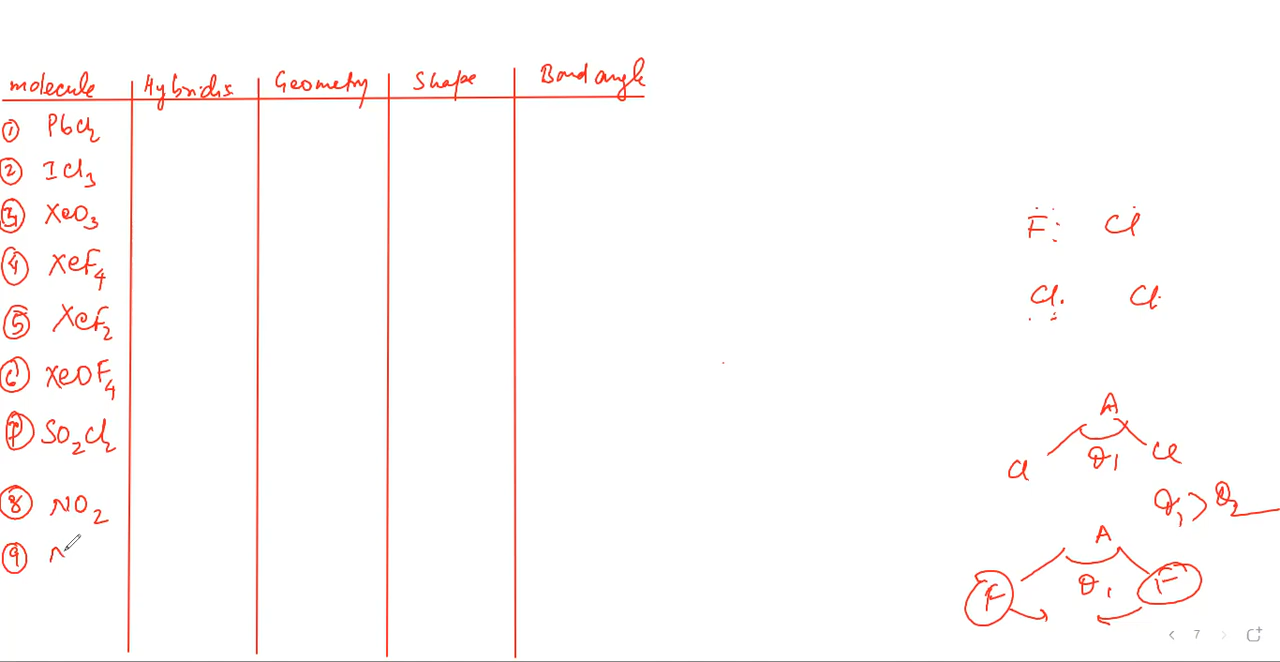 molecule Hybridis Geometry Shape Bond angle
① PbCl₂
② ICl₃
③ XeO₃
④ XeF₄
⑤ XeF₂
⑥ XeOF₄
⑦ SO₂Cl₂
⑧ NO₂
⑨ N
F Cl
Cl Cl
A
Cl θ₁ Cl
θ₁ > θ₂
A
F θ₁ F
7